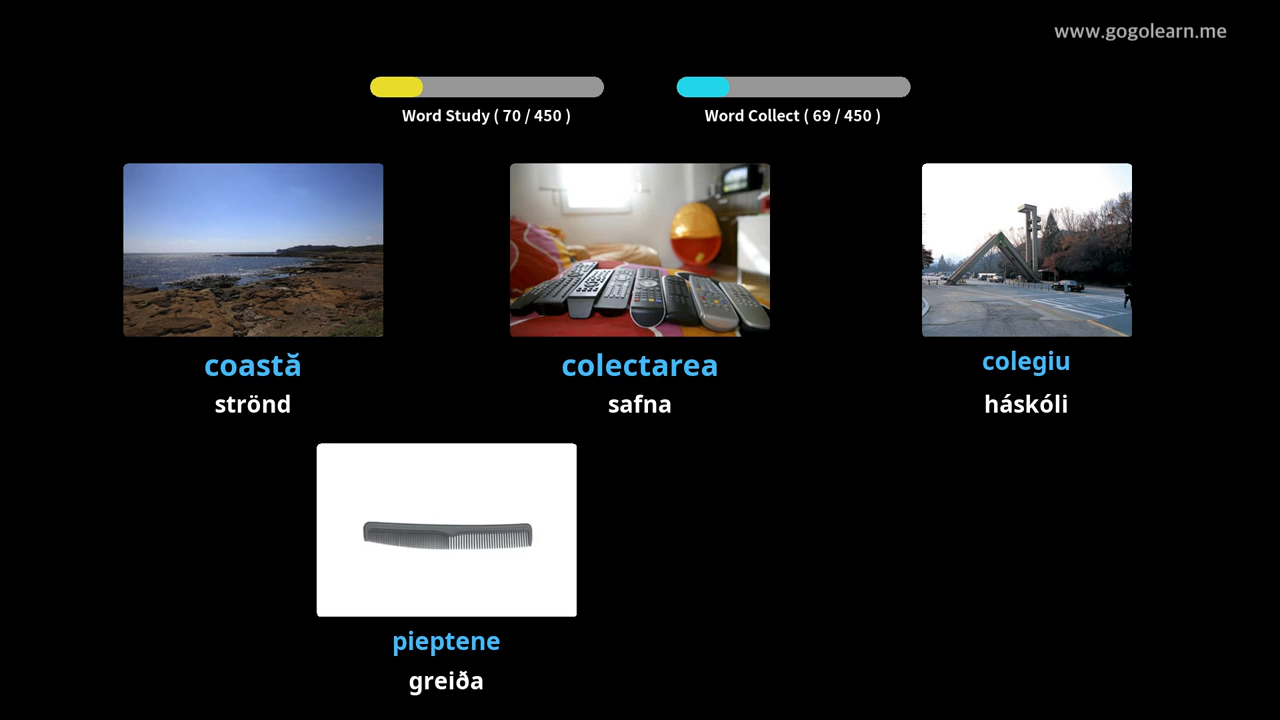 www.gogolearn.me
Word Study ( 70 / 450 )
Word Collect ( 69 / 450 )
coastă
strönd
colectarea
safna
colegiu
háskóli
pieptene
greiða